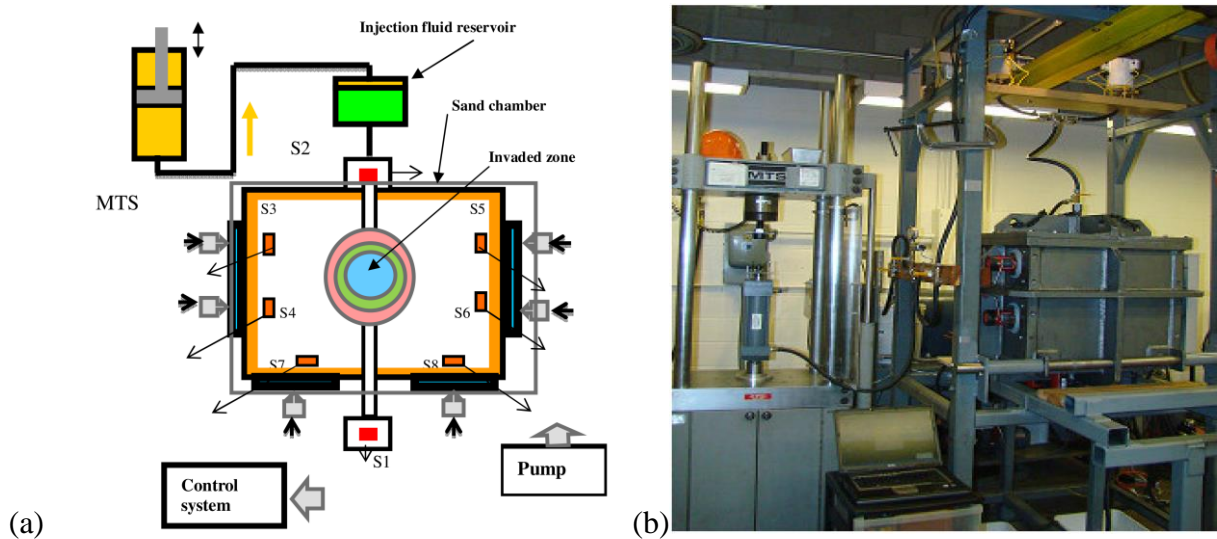 Injection fluid reservoir
Sand chamber
S2
Invaded zone
MTS
S3
S5
S4
S6
S7
S8
S1
Pump
Control
system
(a)
(b)
MTS